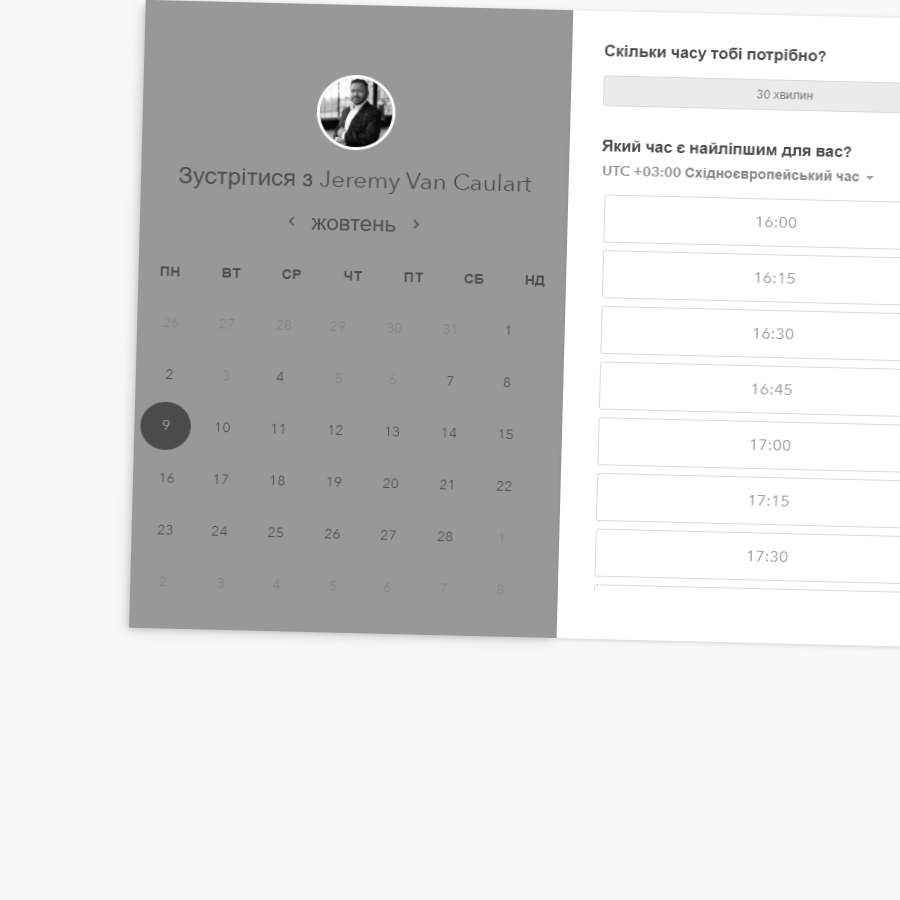 Зустрітися з Jeremy Van Caulart
жовтень
ПН ВТ СР ЧТ ПТ СБ НД
26 27 28 29 30 31 1
2 3 4 5 6 7 8
9 10 11 12 13 14 15
16 17 18 19 20 21 22
23 24 25 26 27 28 1
2 3 4 5 6 7 8
Скільки часу тобі потрібно?
30 хвилин
Який час є найліпшим для вас?
UTC +03:00 Східноєвропейський час
16:00
16:15
16:30
16:45
17:00
17:15
17:30